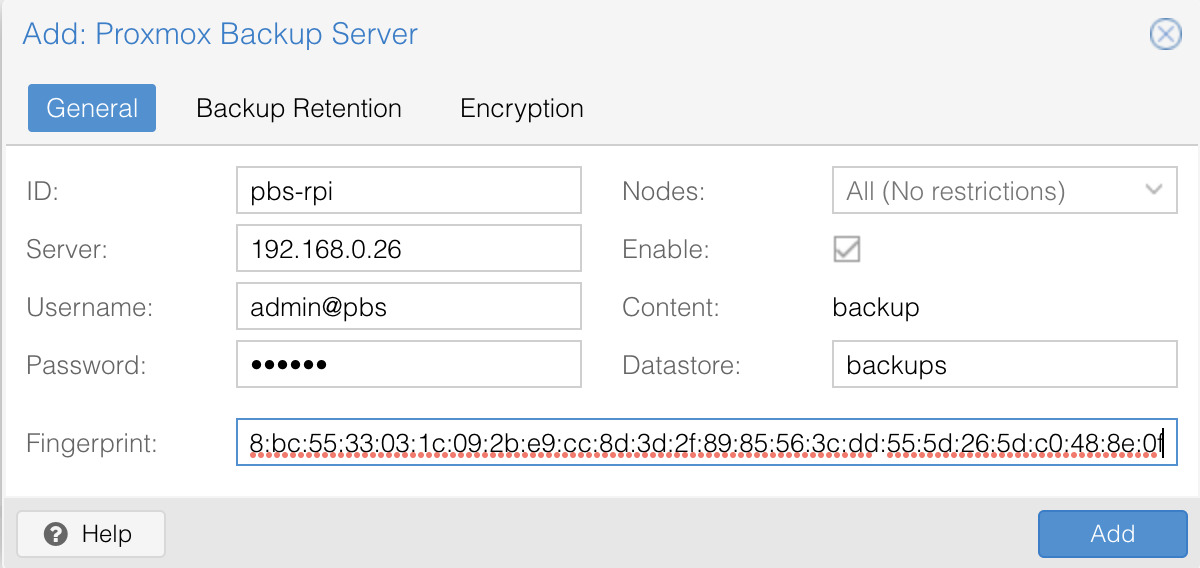 Add: Proxmox Backup Server
General Backup Retention Encryption
ID: pbs-rpi Nodes: All (No restrictions)
Server: 192.168.0.26 Enable:
Username: admin@pbs Content: backup
Password: •••••• Datastore: backups
Fingerprint: 8:bc:55:33:03:1c:09:2b:e9:cc:8d:3d:2f:89:85:56:3c:dd:55:5d:26:5d:c0:48:8e:0f
? Help Add